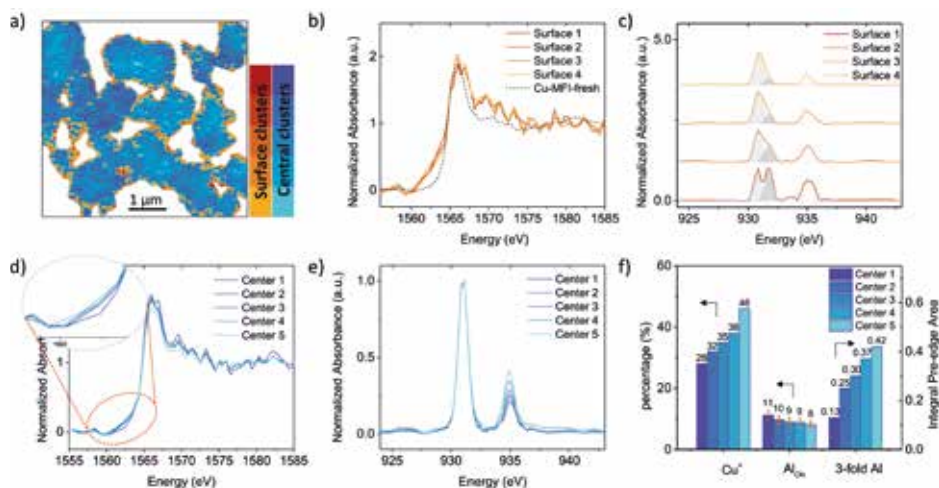 a)
Surface clusters
Central clusters
1 µm
b)
Normalized Absorbance (a.u.)
2
1
0
Surface 1
Surface 2
Surface 3
Surface 4
Cu-MFI-fresh
1560 1565 1570 1575 1580 1585
Energy (eV)
c)
Normalized Absorbance (a.u.)
5.0
0.0
Surface 1
Surface 2
Surface 3
Surface 4
925 930 935 940
Energy (eV)
d)
Normalized Absorbance (a.u.)
1
0
Center 1
Center 2
Center 3
Center 4
Center 5
1555 1560 1565 1570 1575 1580 1585
Energy (eV)
e)
Normalized Absorbance (a.u.)
1.0
0.5
0.0
Center 1
Center 2
Center 3
Center 4
Center 5
925 930 935 940
Energy (eV)
f)
percentage (%)
60
40
20
0
Center 1
Center 2
Center 3
Center 4
Center 5
28 32 35 38 46
11 10 9 9 8
0.13 0.25 0.30 0.37 0.42
Cu⁺ 3-fold Al
0.6
0.4
0.2
0.0
Integral Pre-edge Area